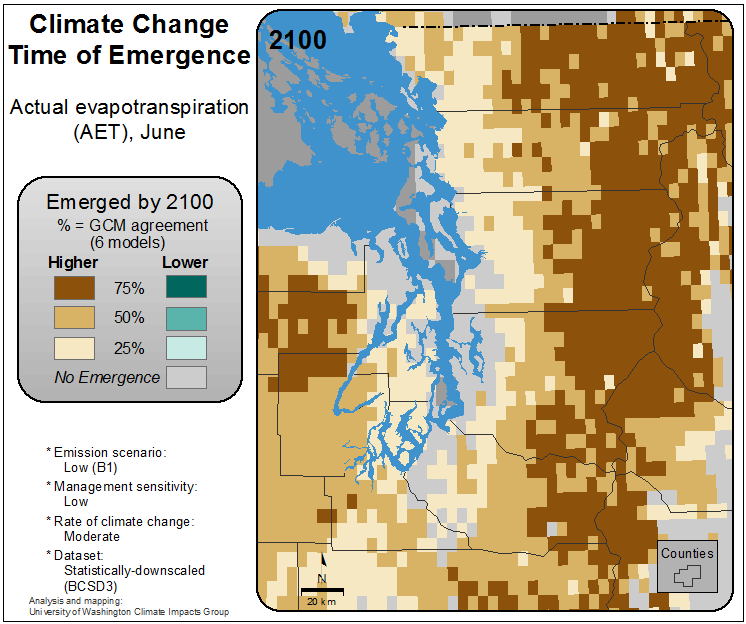 Climate Change
Time of Emergence
Actual evapotranspiration
(AET), June
Emerged by 2100
% = GCM agreement
(6 models)
Higher Lower
75%
50%
25%
No Emergence
* Emission scenario:
Low (B1)
* Management sensitivity:
Low
* Rate of climate change:
Moderate
* Dataset:
Statistically-downscaled
(BCSD3)
Analysis and mapping:
University of Washington Climate Impacts Group
2100
N
20 km
Counties